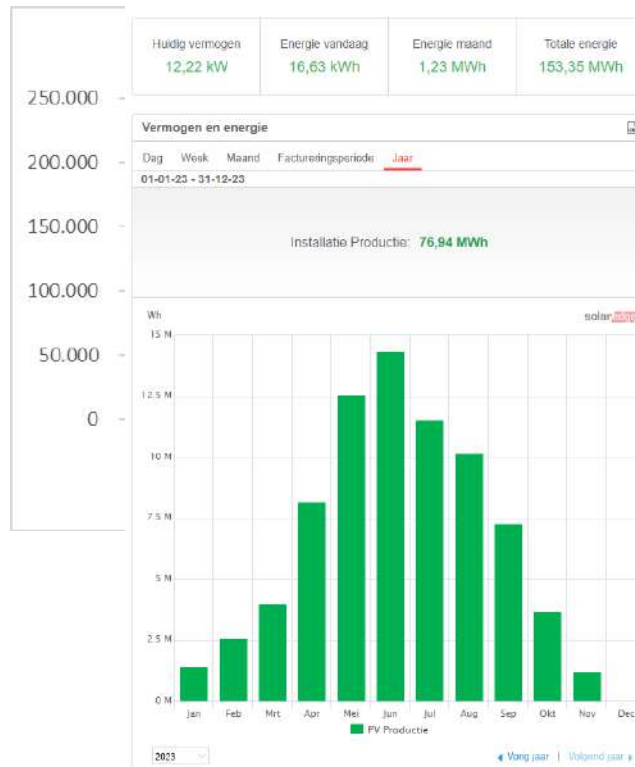 Huidig vermogen Energie vandaag Energie maand Totale energie
12,22 kW 16,63 kWh 1,23 MWh 153,35 MWh
250.000
200.000
150.000
100.000
50.000
0
Vermogen en energie
Dag Week Maand Factureringsperiode Jaar
01-01-23 - 31-12-23
Installatie Productie: 76,94 MWh
Wh
solar
15 M
12.5 M
10 M
7.5 M
5 M
2.5 M
0 M
Jan Feb Mrt Apr Mei Jun Jul Aug Sep Okt Nov Dec
PV Productie
2023
Vorig jaar | Volgend jaar